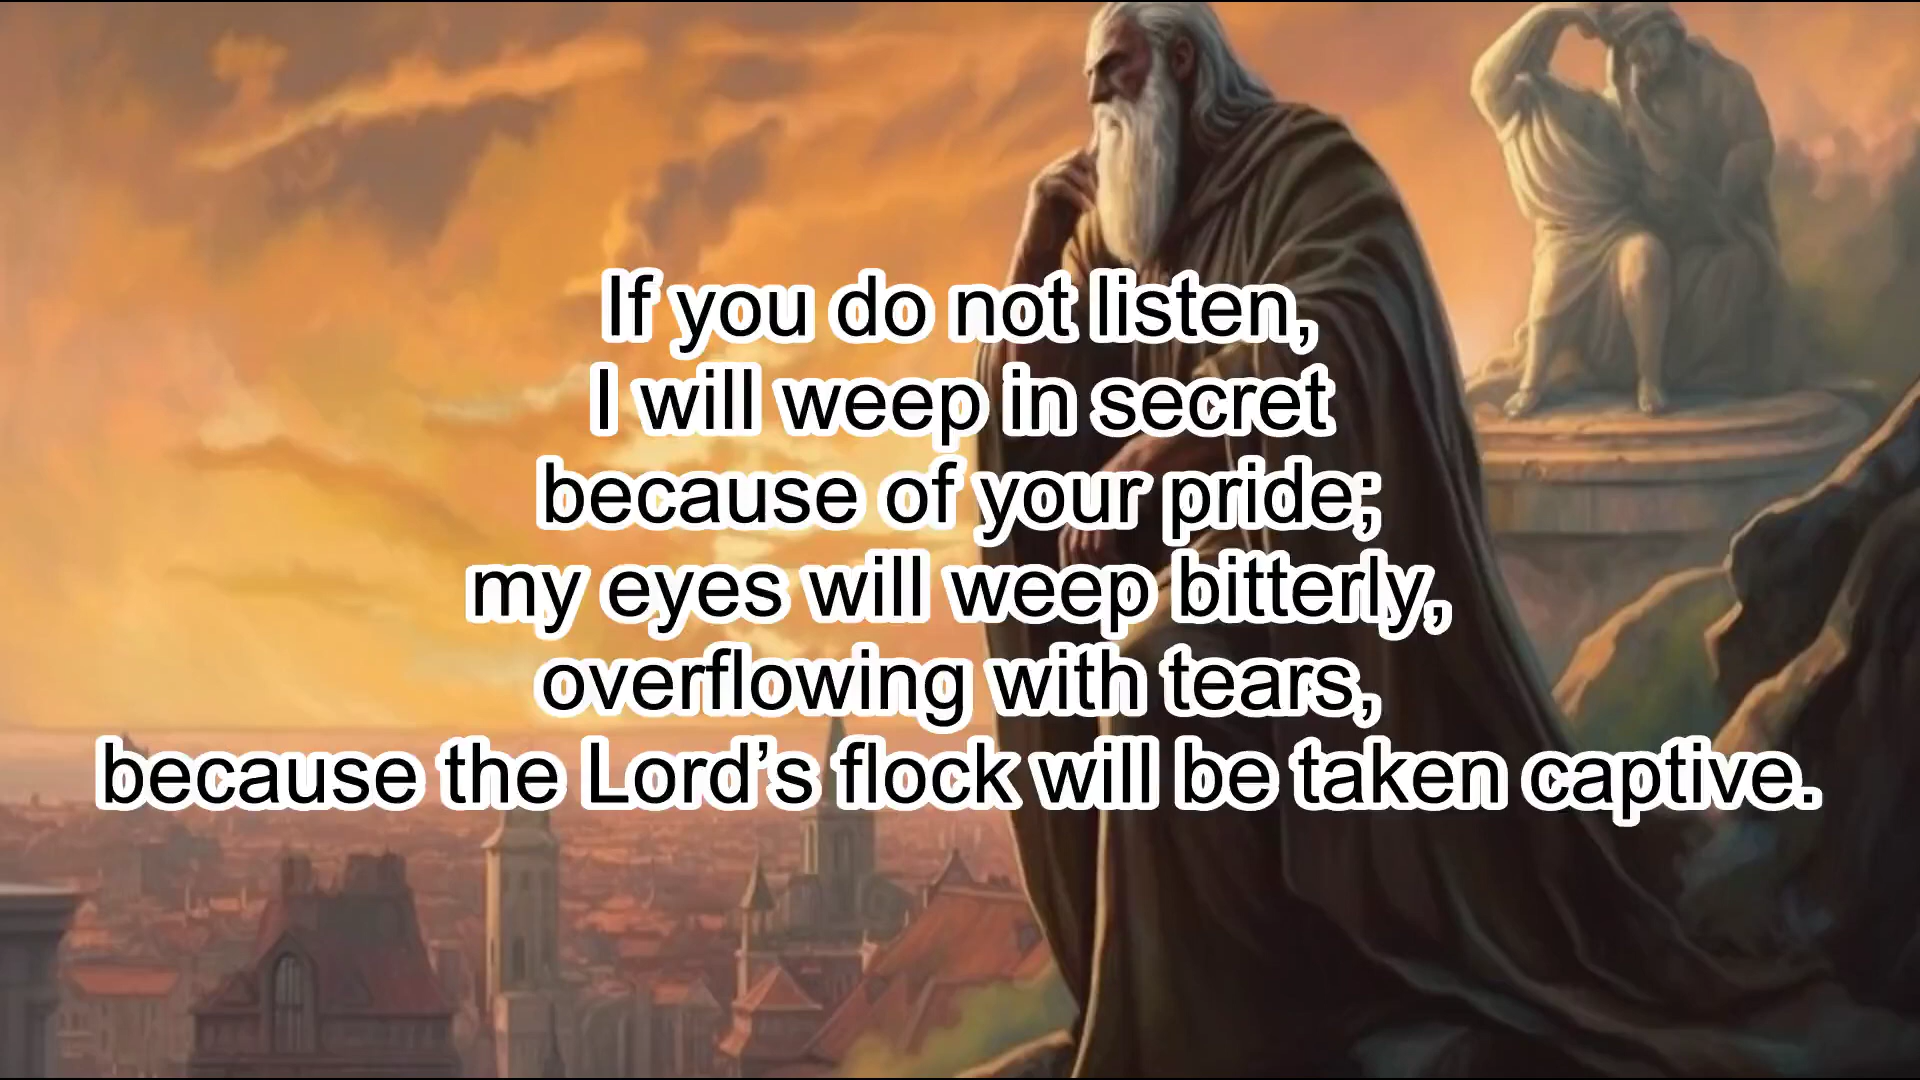 If you do not listen,
I will weep in secret
because of your pride;
my eyes will weep bitterly,
overflowing with tears,
because the Lord’s flock will be taken captive.